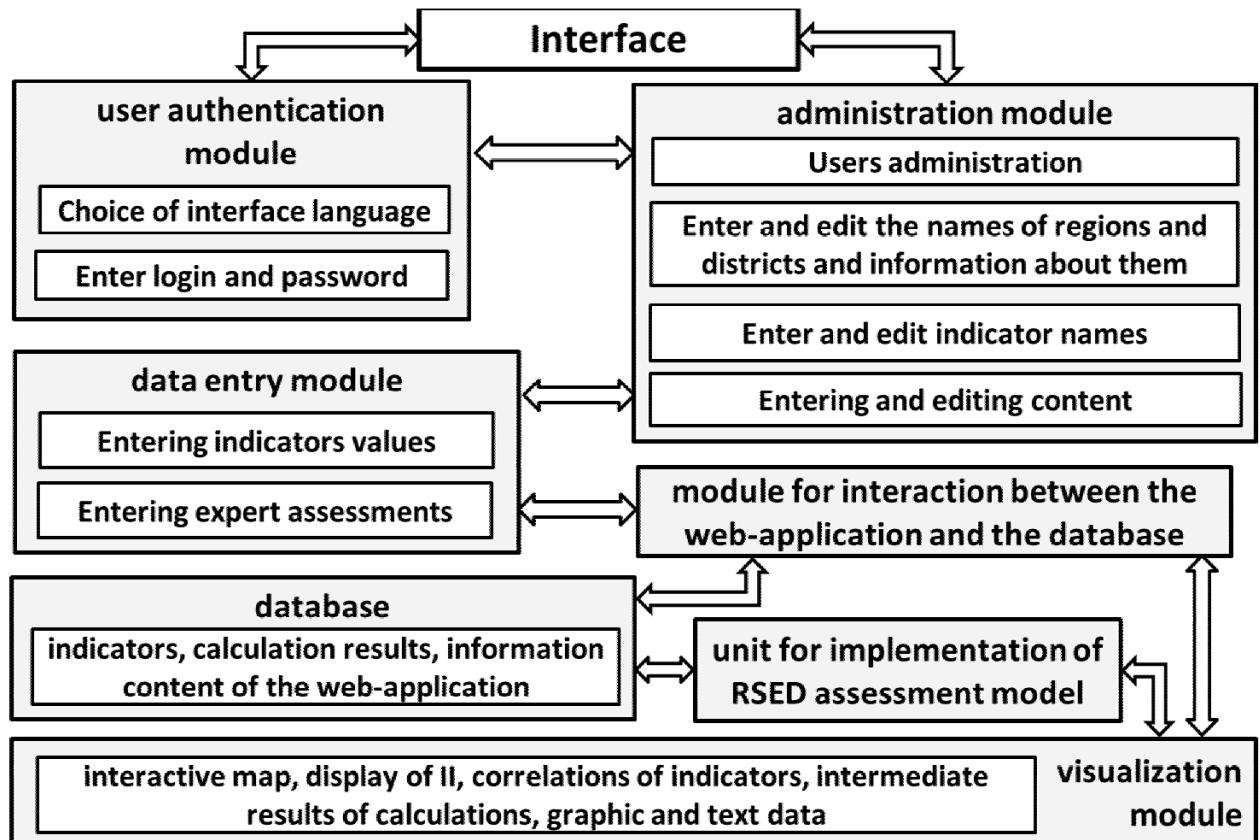 Interface
user authentication
module
Choice of interface language
Enter login and password
administration module
Users administration
Enter and edit the names of regions and
districts and information about them
Enter and edit indicator names
Entering and editing content
data entry module
Entering indicators values
Entering expert assessments
module for interaction between the
web-application and the database
database
indicators, calculation results, information
content of the web-application
unit for implementation of
RSED assessment model
interactive map, display of II, correlations of indicators, intermediate
results of calculations, graphic and text data
visualization
module